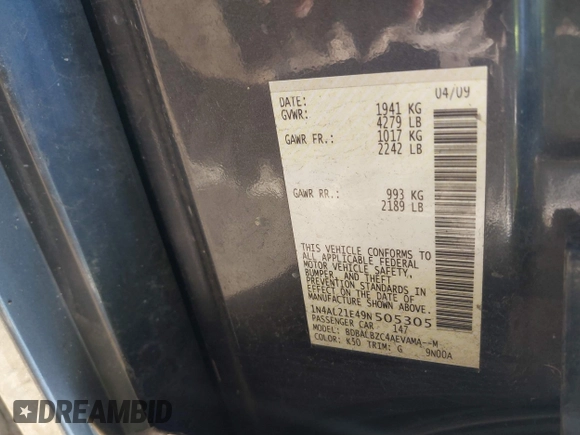 DATE: 04/09
GVWR: 1941 KG
4279 LB
GAWR FR.: 1017 KG
2242 LB
GAWR RR.: 993 KG
2189 LB
THIS VEHICLE CONFORMS TO
ALL APPLICABLE FEDERAL
MOTOR VEHICLE SAFETY,
BUMPER, AND THEFT
PREVENTION STANDARDS IN
EFFECT ON THE DATE OF
MANUFACTURE SHOWN ABOVE.
1N4AL21E49N 505305
PASSENGER CAR 147
MODEL: BDBALBZC4AEVAMA--M
COLOR: K50 TRIM: G 9N00A
DREAMBID